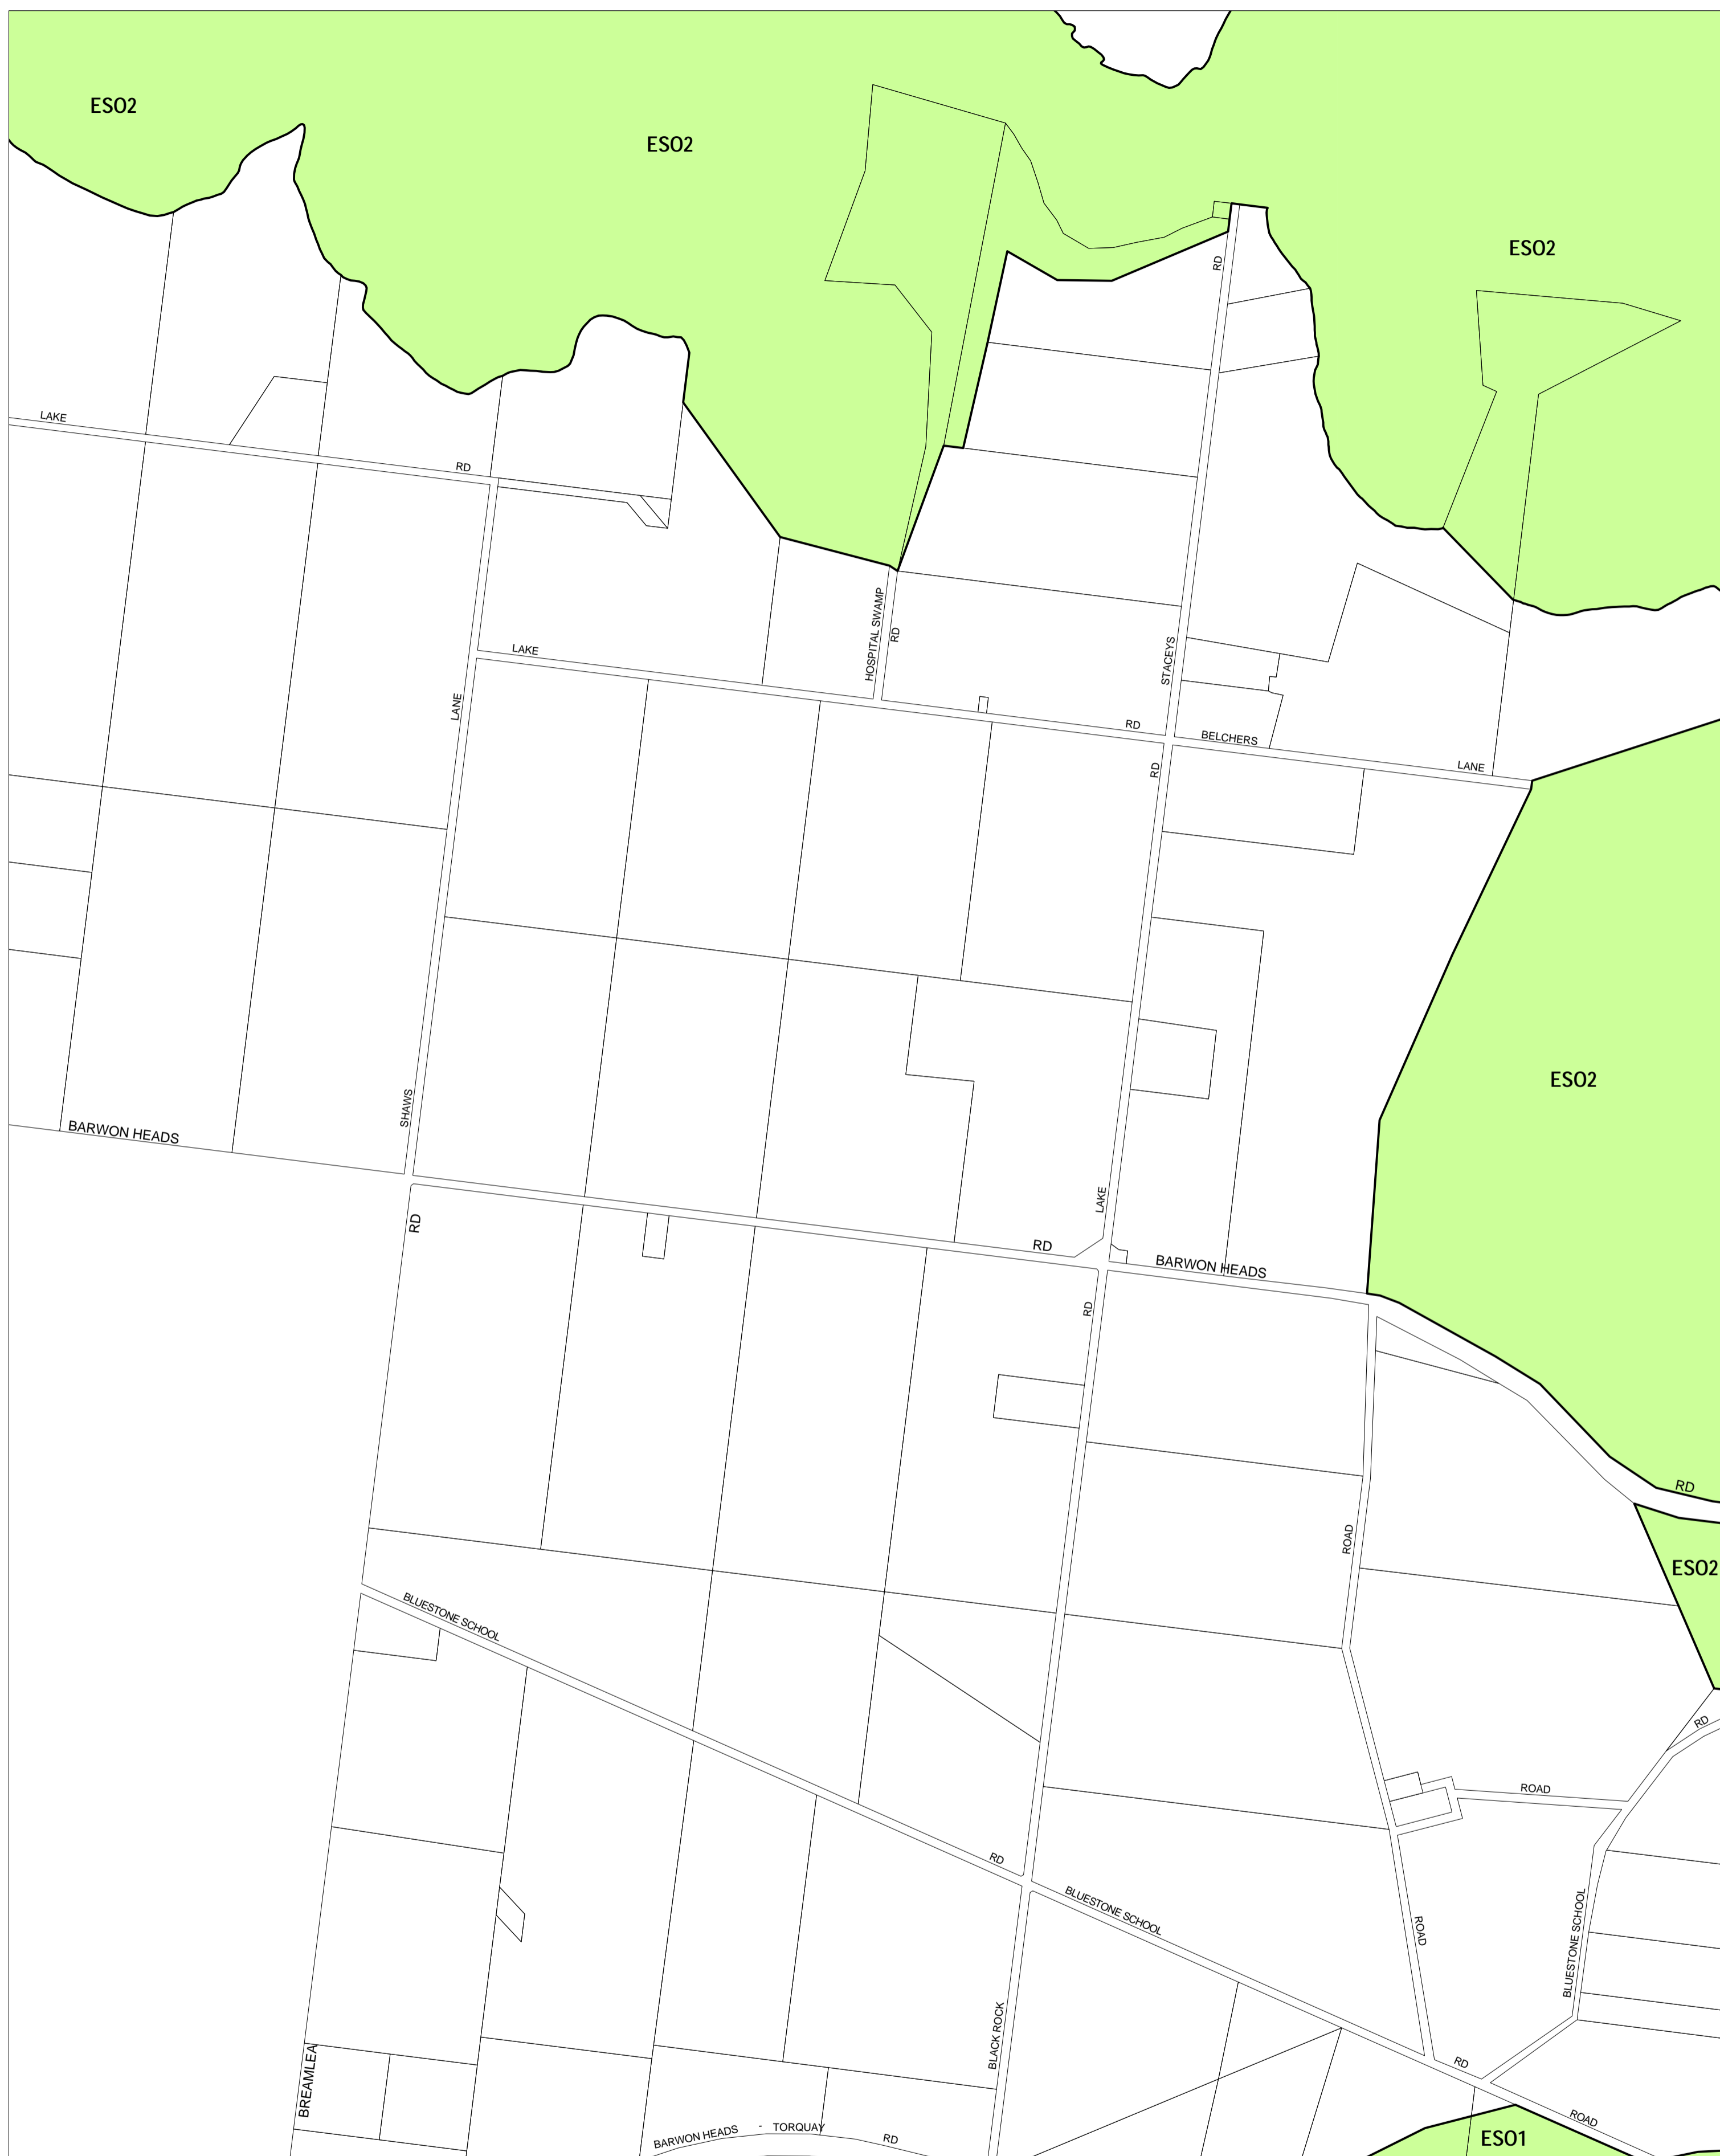 ESO2
ESO2
ESO2
RD
LAKE
RD
HOSPITAL SWAMP
RD
STACEYS
LAKE
LANE
RD
BELCHERS
LANE
RD
ESO2
SHAWS
BARWON HEADS
LAKE
RD
RD
BARWON HEADS
RD
RD
ROAD
ESO2
BLUESTONE SCHOOL
RD
ROAD
RD
BLUESTONE SCHOOL
ROAD
BLUESTONE SCHOOL
BLACK ROCK
RD
BREAMLEA
ROAD
BARWON HEADS - TORQUAY
RD
ESO1